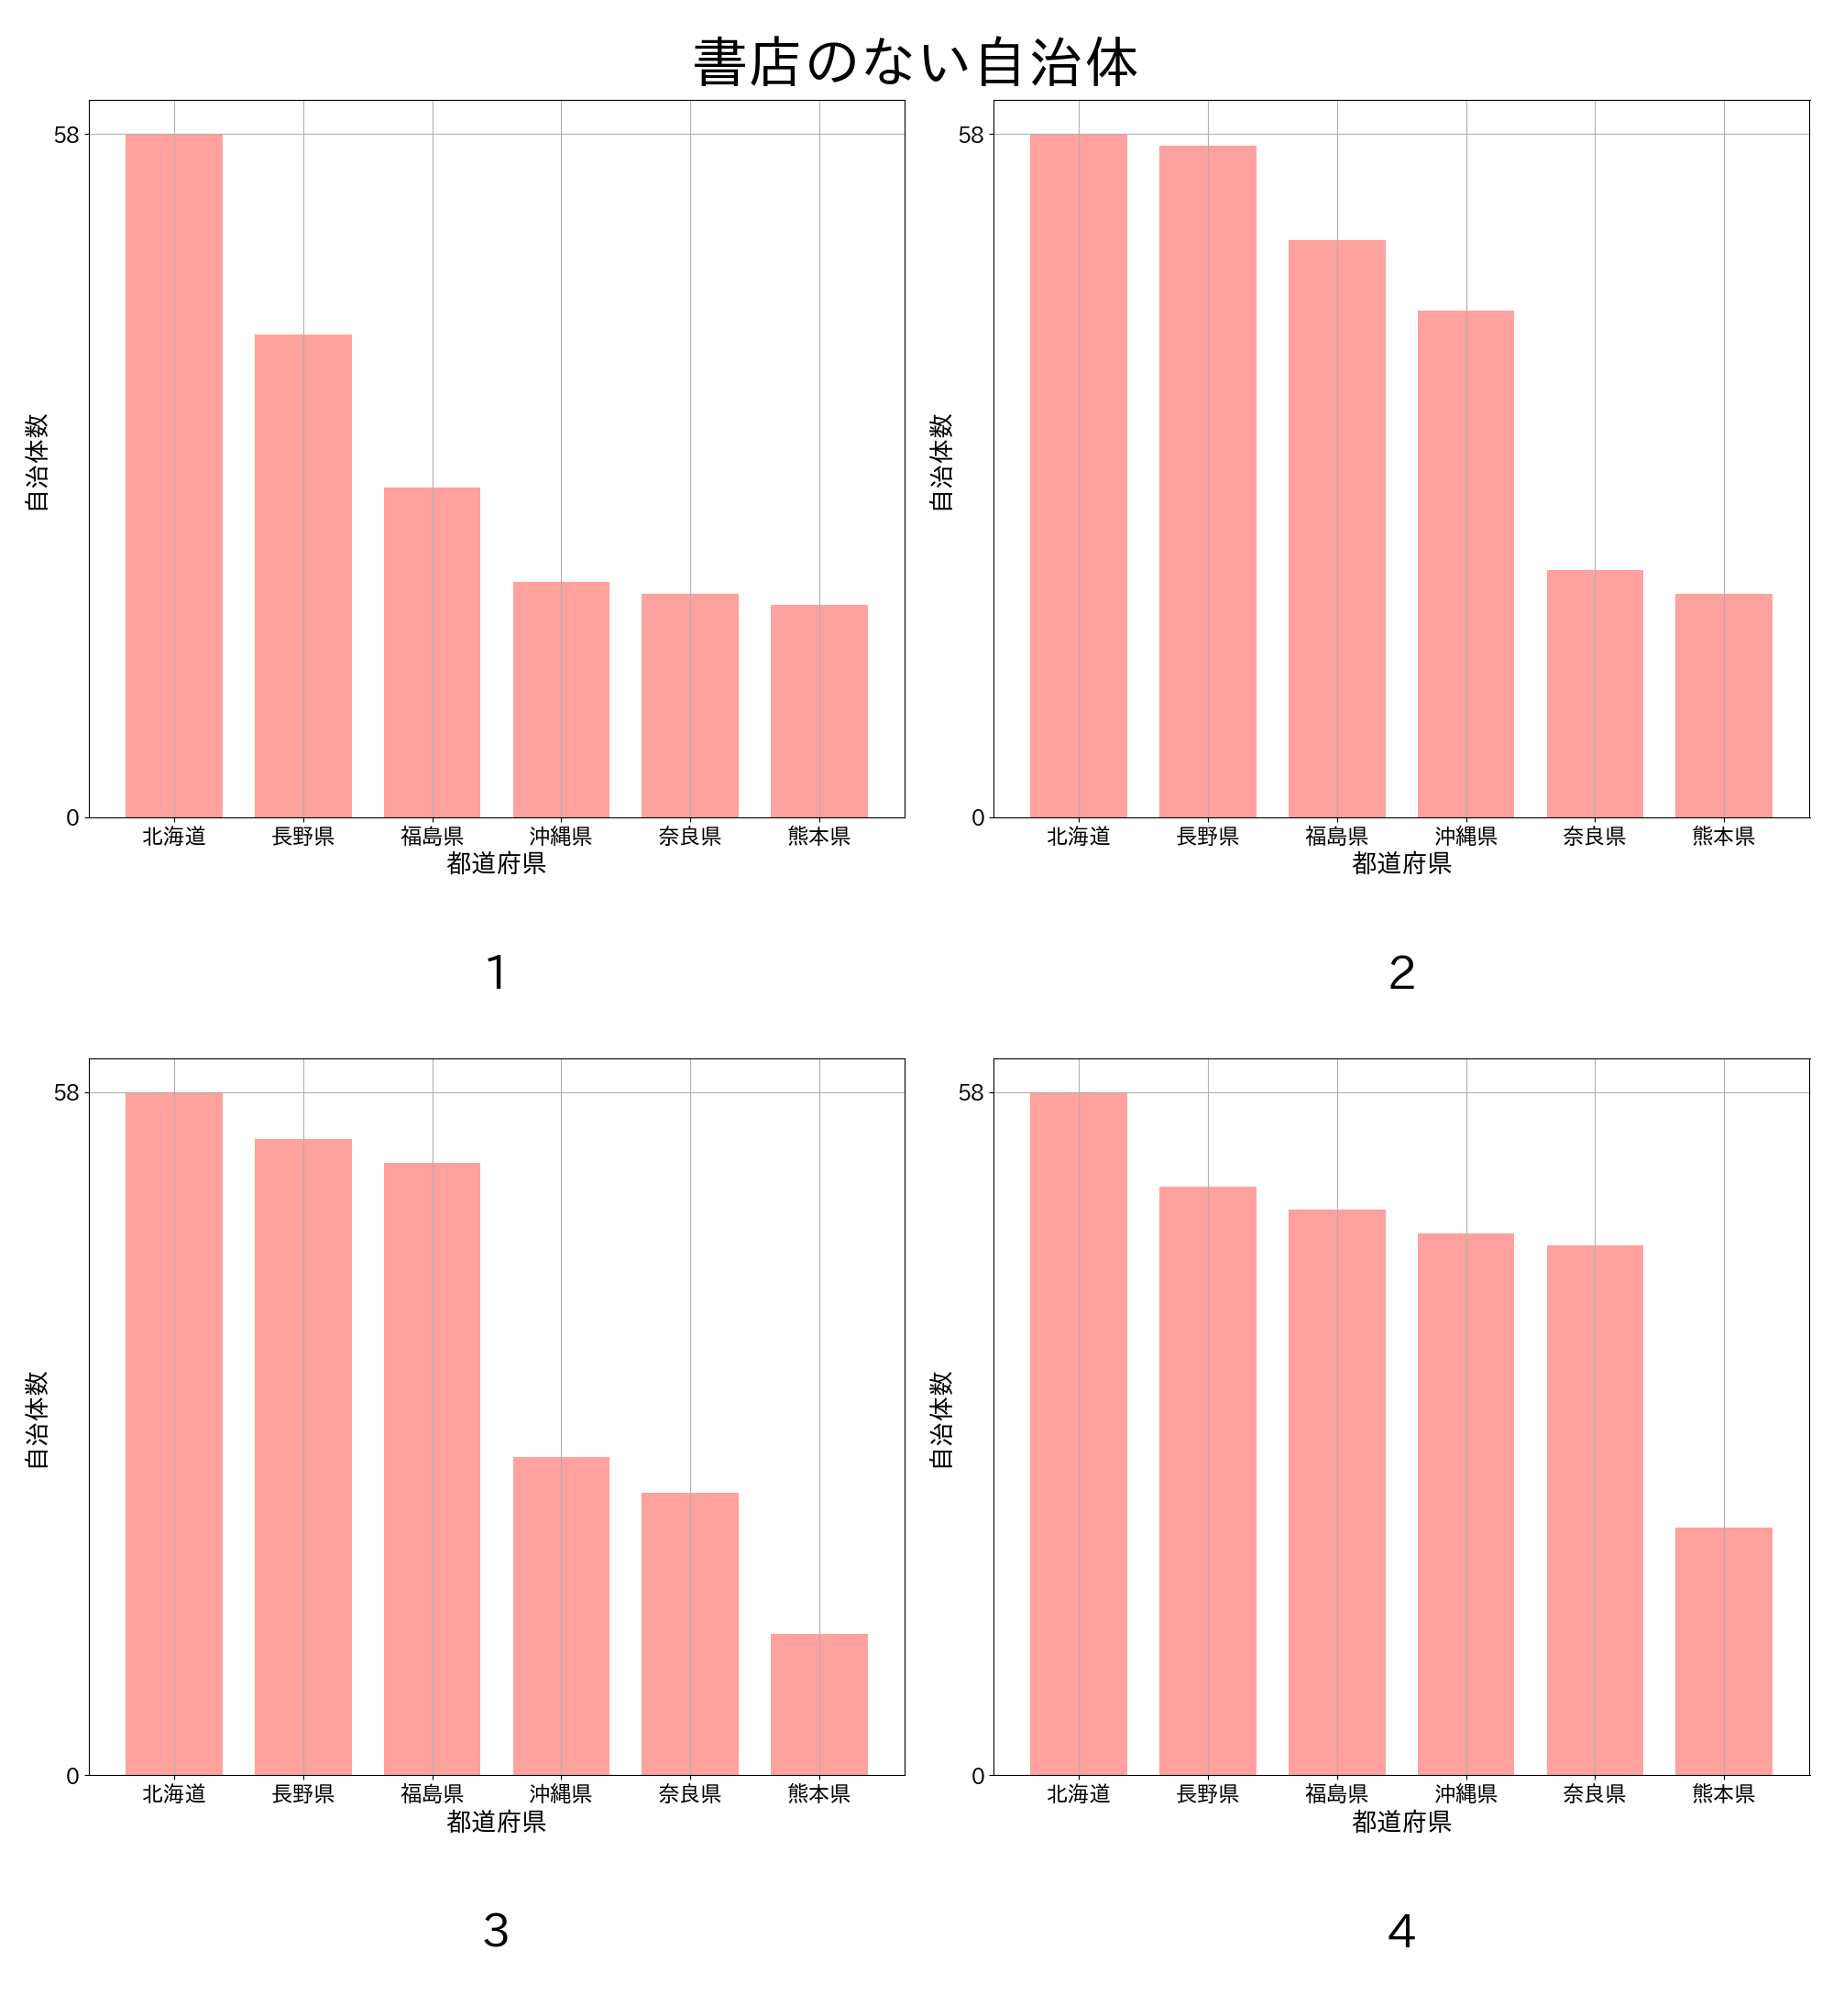 書店のない自治体
58
0
自治体数
北海道 長野県 福島県 沖縄県 奈良県 熊本県
都道府県
1
58
0
自治体数
北海道 長野県 福島県 沖縄県 奈良県 熊本県
都道府県
2
58
0
自治体数
北海道 長野県 福島県 沖縄県 奈良県 熊本県
都道府県
3
58
0
自治体数
北海道 長野県 福島県 沖縄県 奈良県 熊本県
都道府県
4